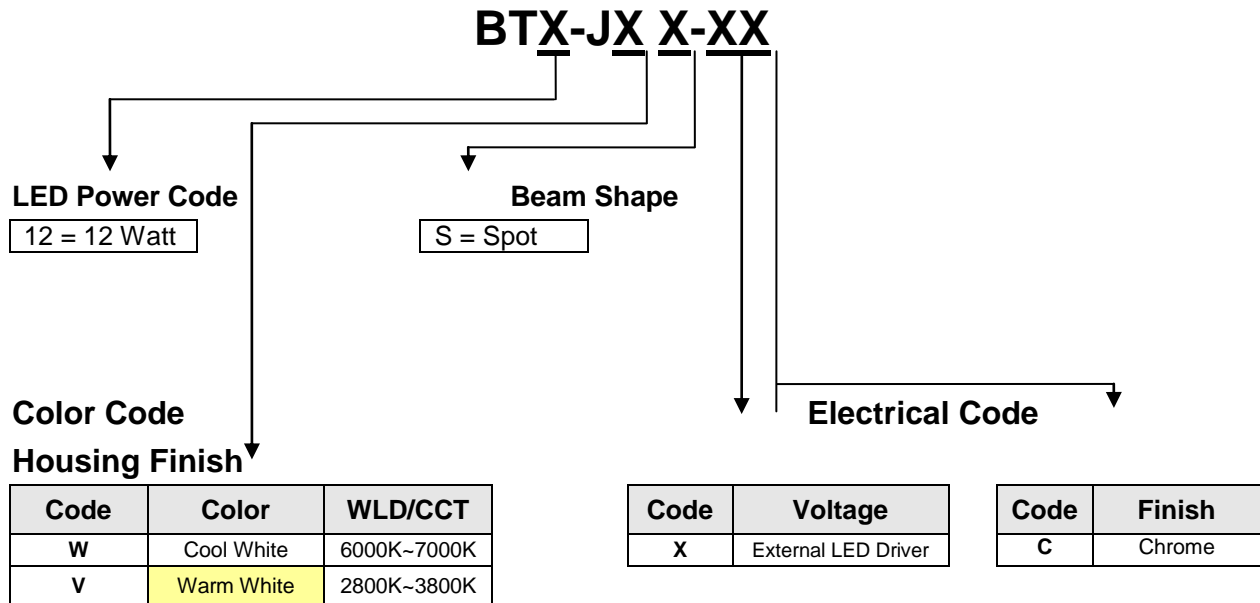 BTX-JX X-XX
LED Power Code Beam Shape
12 = 12 Watt S = Spot
Color Code Electrical Code
Housing Finish
Code Color WLD/CCT Code Voltage Code Finish
W Cool White 6000K~7000K X External LED Driver C Chrome
V Warm White 2800K~3800K